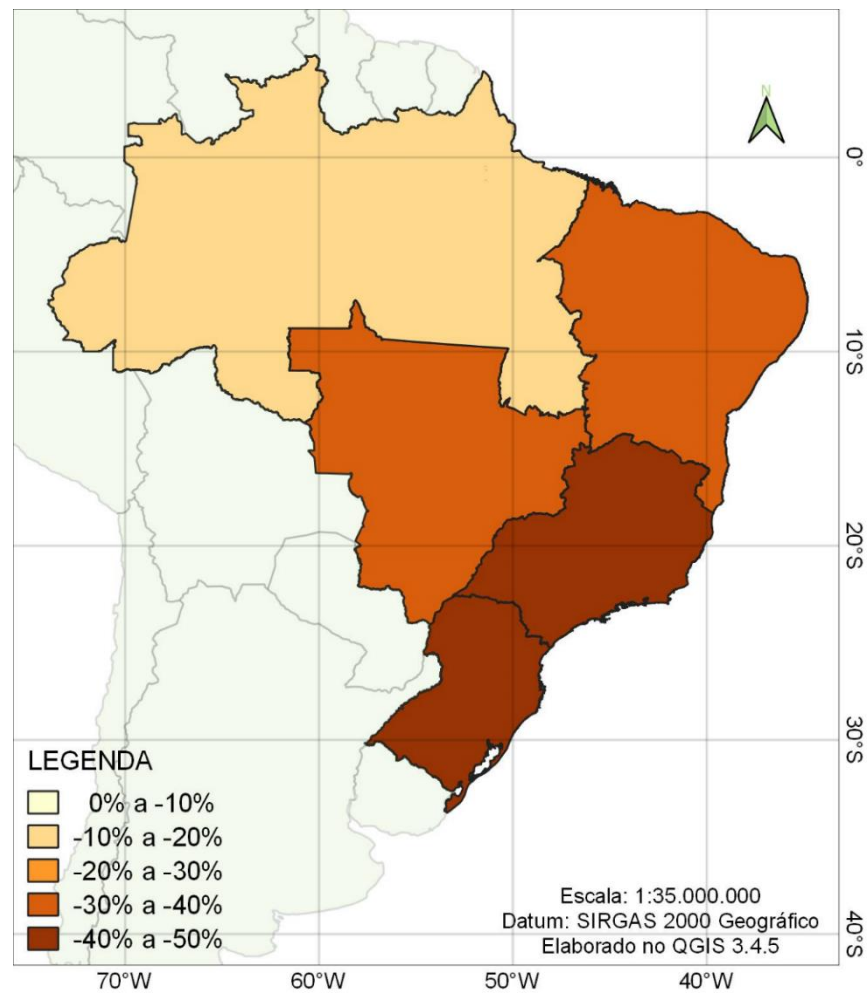 N
0°
10°S
20°S
30°S
40°S
LEGENDA
0% a -10%
-10% a -20%
-20% a -30%
-30% a -40%
-40% a -50%
Escala: 1:35.000.000
Datum: SIRGAS 2000 Geográfico
Elaborado no QGIS 3.4.5
70°W
60°W
50°W
40°W